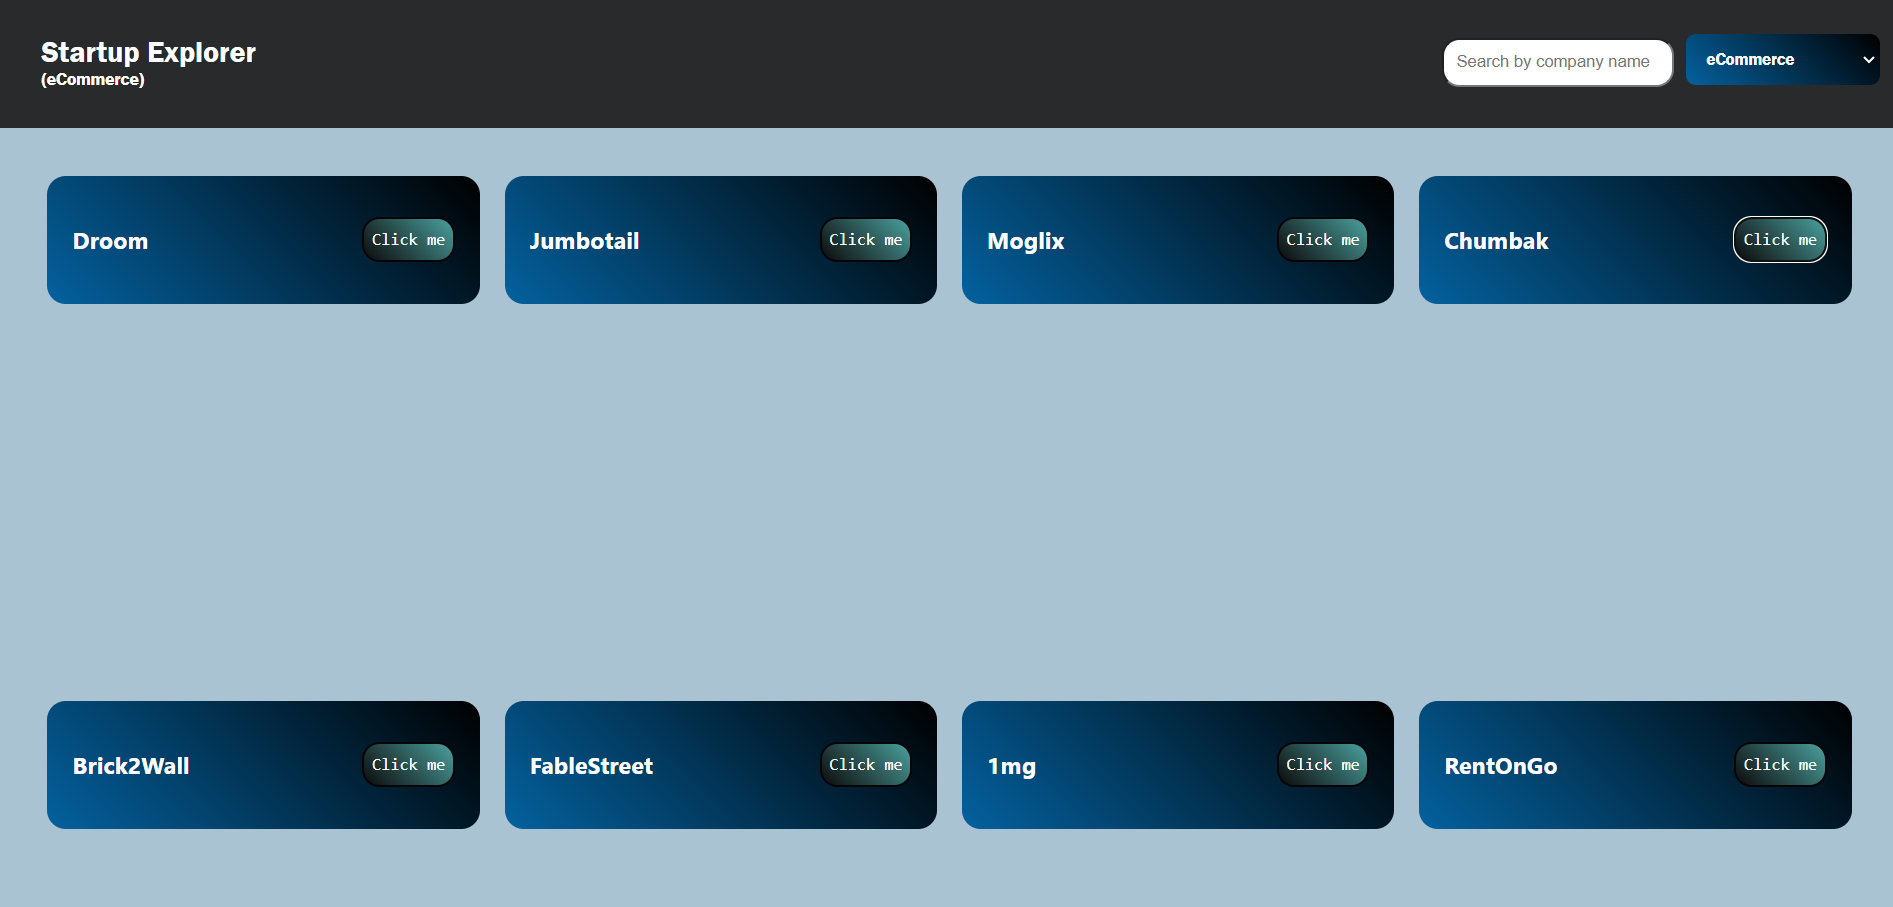 Startup Explorer
(eCommerce)
Search by company name
eCommerce
Droom
Click me
Jumbotail
Click me
Moglix
Click me
Chumbak
Click me
Brick2Wall
Click me
FableStreet
Click me
1mg
Click me
RentOnGo
Click me